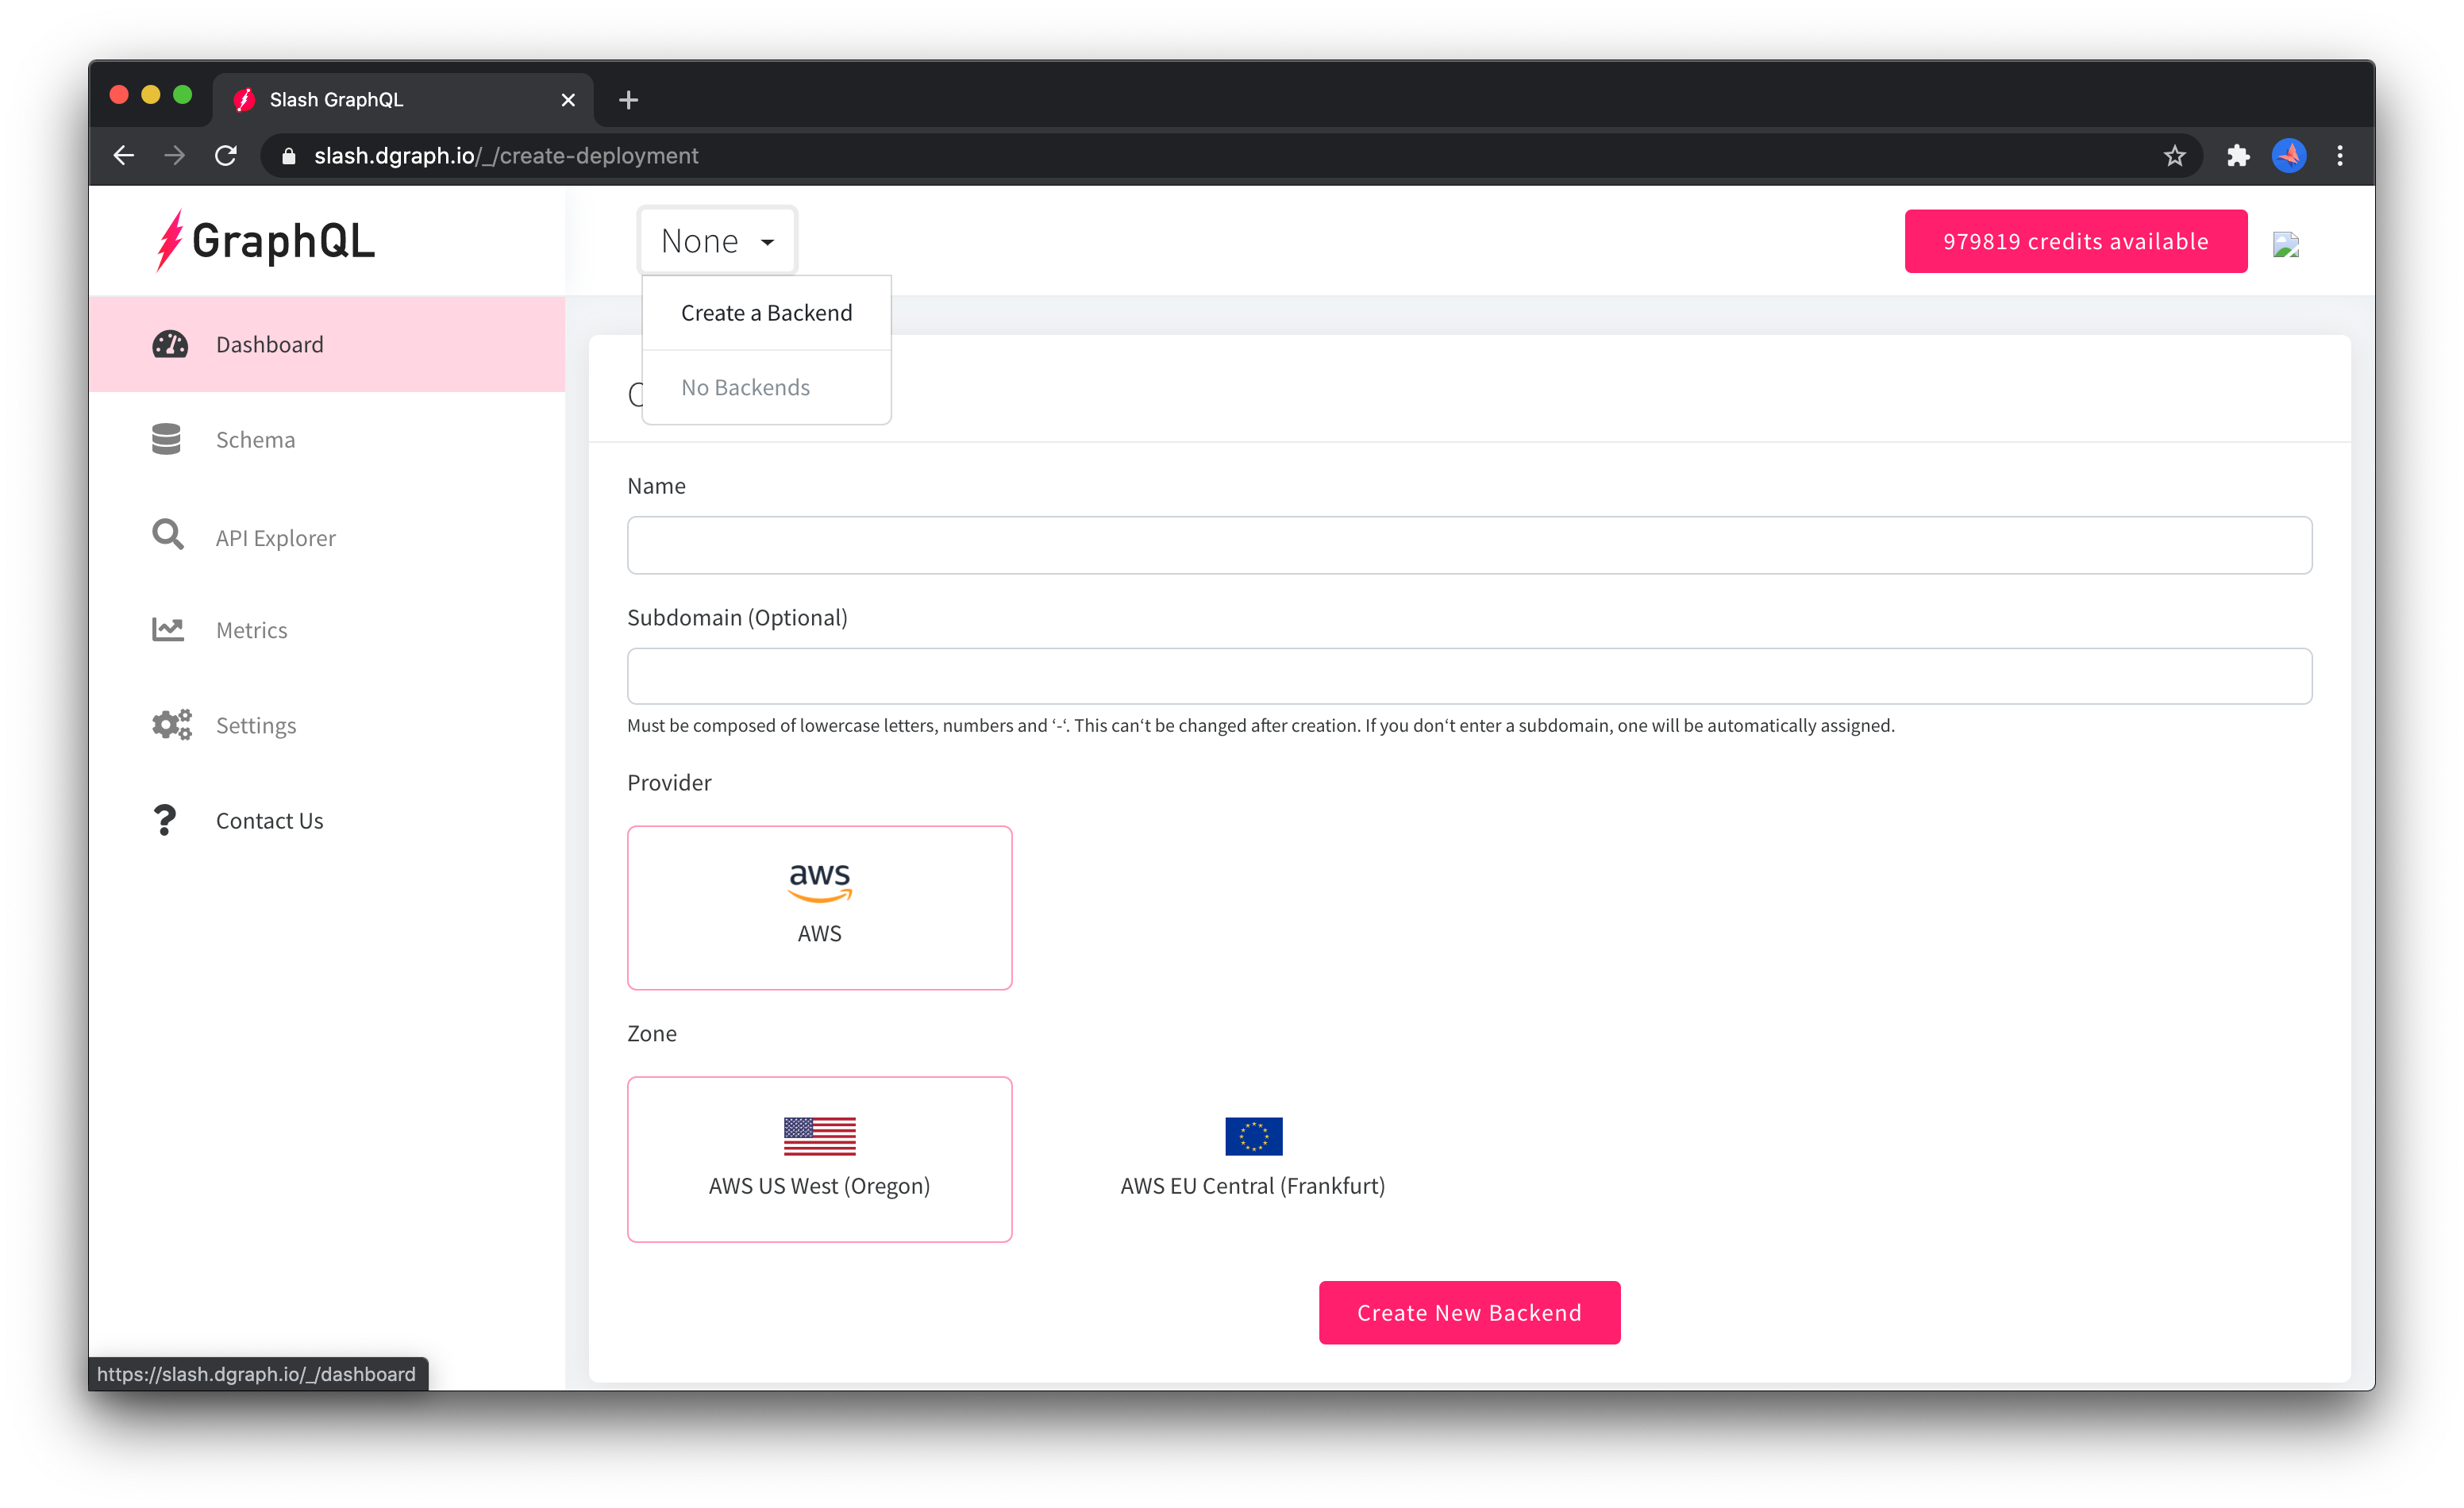 Slash GraphQL
slash.dgraph.io/_/create-deployment
GraphQL
None
979819 credits available
Create a Backend
No Backends
Dashboard
Schema
API Explorer
Metrics
Settings
Contact Us
Name
Subdomain (Optional)
Must be composed of lowercase letters, numbers and ‘-‘. This can‘t be changed after creation. If you don‘t enter a subdomain, one will be automatically assigned.
Provider
aws
AWS
Zone
AWS US West (Oregon)
AWS EU Central (Frankfurt)
Create New Backend
https://slash.dgraph.io/_/dashboard